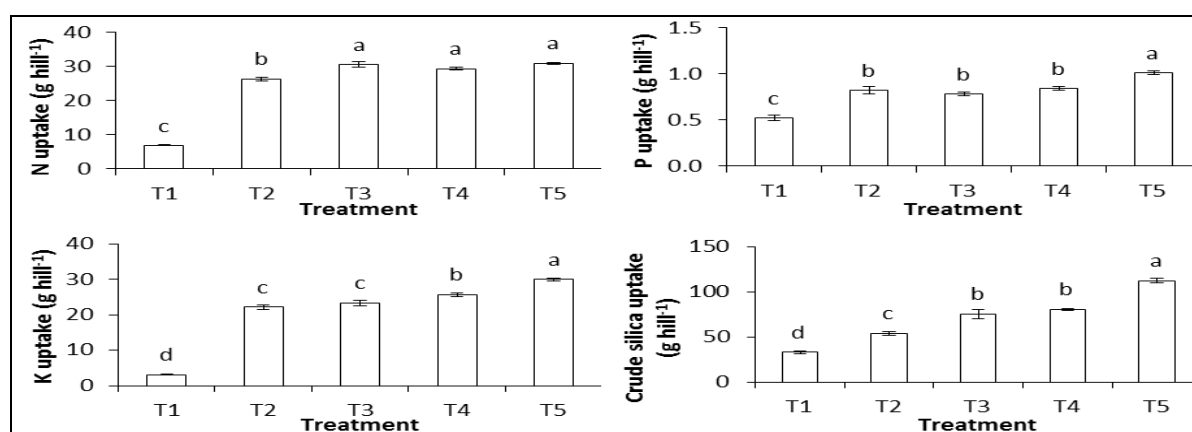 N uptake (g hill-1)
40
30
20
10
0
c
b
a
a
a
T1 T2 T3 T4 T5
Treatment
P uptake (g hill-1)
1.5
1.0
0.5
0.0
c
b
b
b
a
T1 T2 T3 T4 T5
Treatment
K uptake (g hill-1)
40
30
20
10
0
d
c
c
b
a
T1 T2 T3 T4 T5
Treatment
Crude silica uptake
(g hill-1)
150
100
50
0
d
c
b
b
a
T1 T2 T3 T4 T5
Treatment